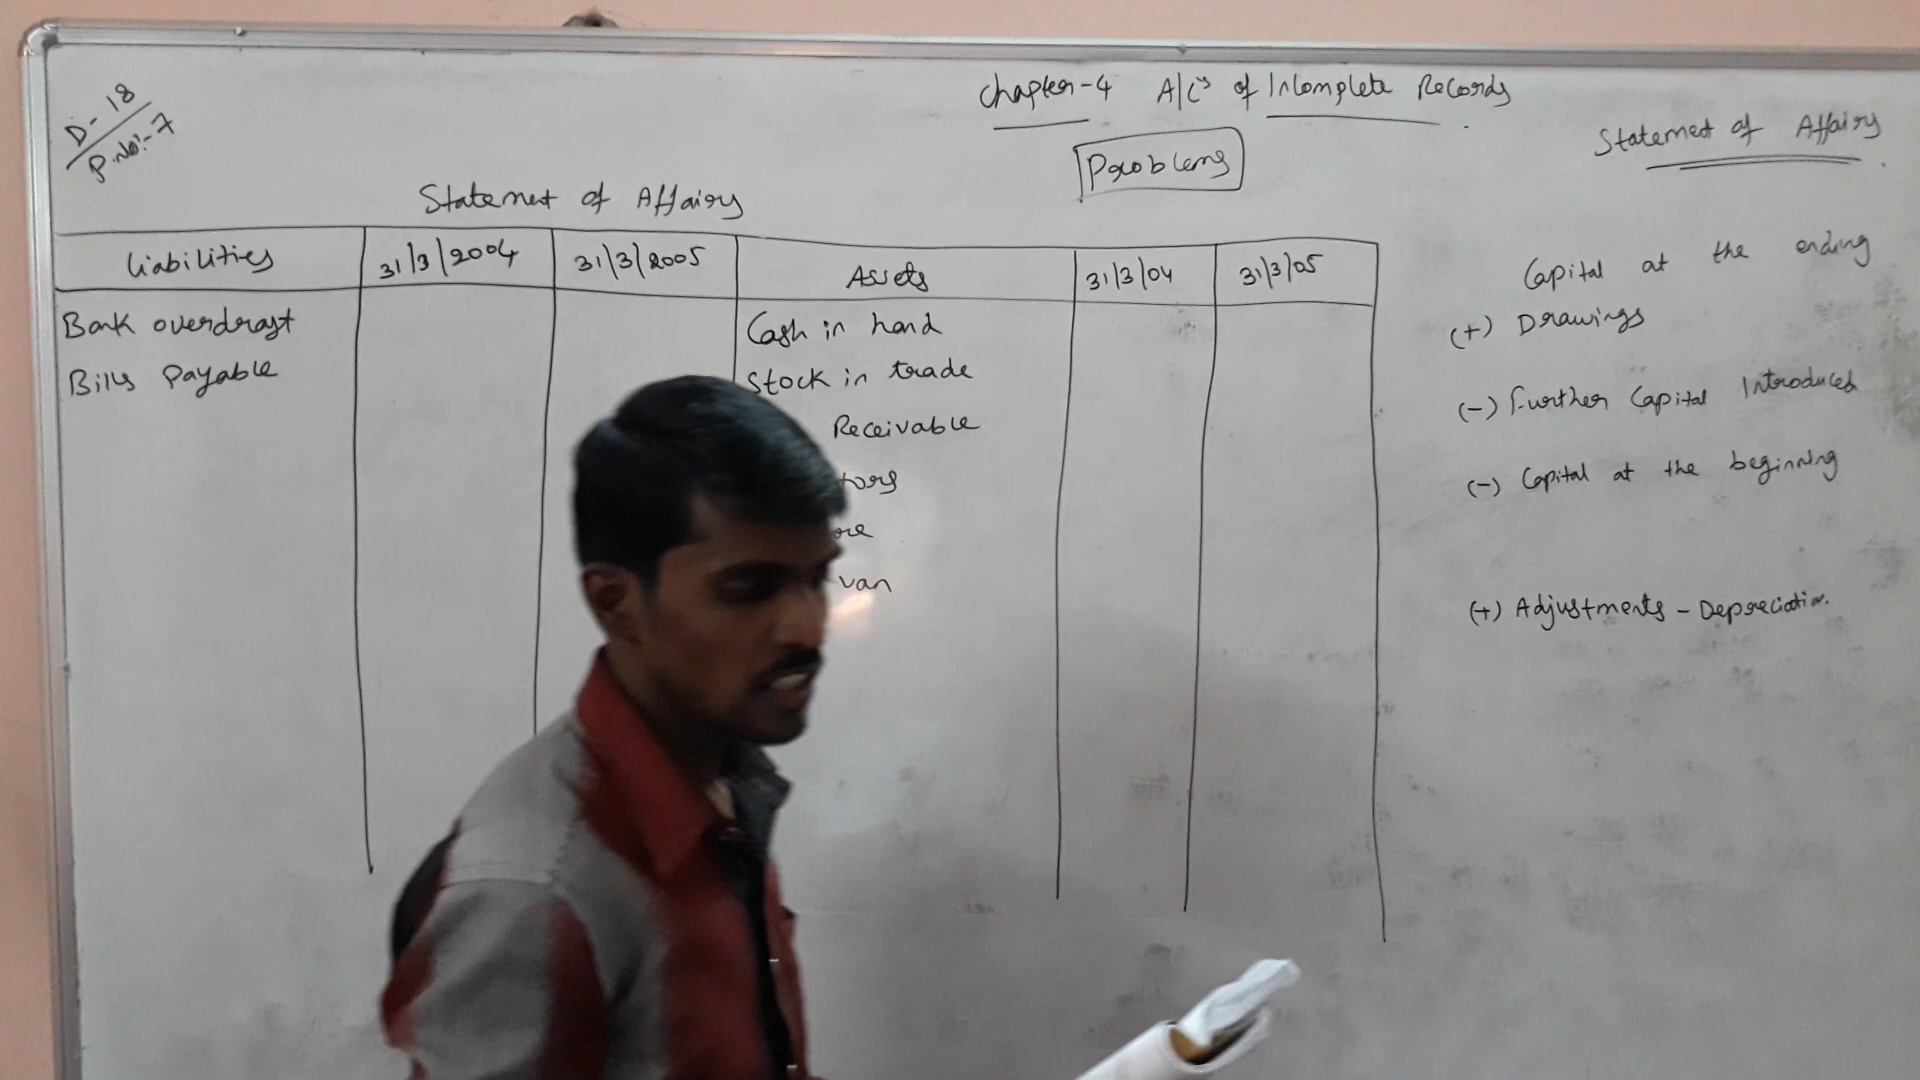 D-18
P.No:-7
Chapter-4 A/c's of Incomplete Records
Problems
Statement of Affairs
Statement of Affairs
Liabilities 31/3/2004 31/3/2005 Assets 31/3/04 31/3/05
Bank overdraft
Bills Payable
Cash in hand
Stock in trade
Receivable
tors
van
Capital at the ending
(+) Drawings
(-) Further Capital Introduced
(-) Capital at the beginning
(+) Adjustments - Depreciation.